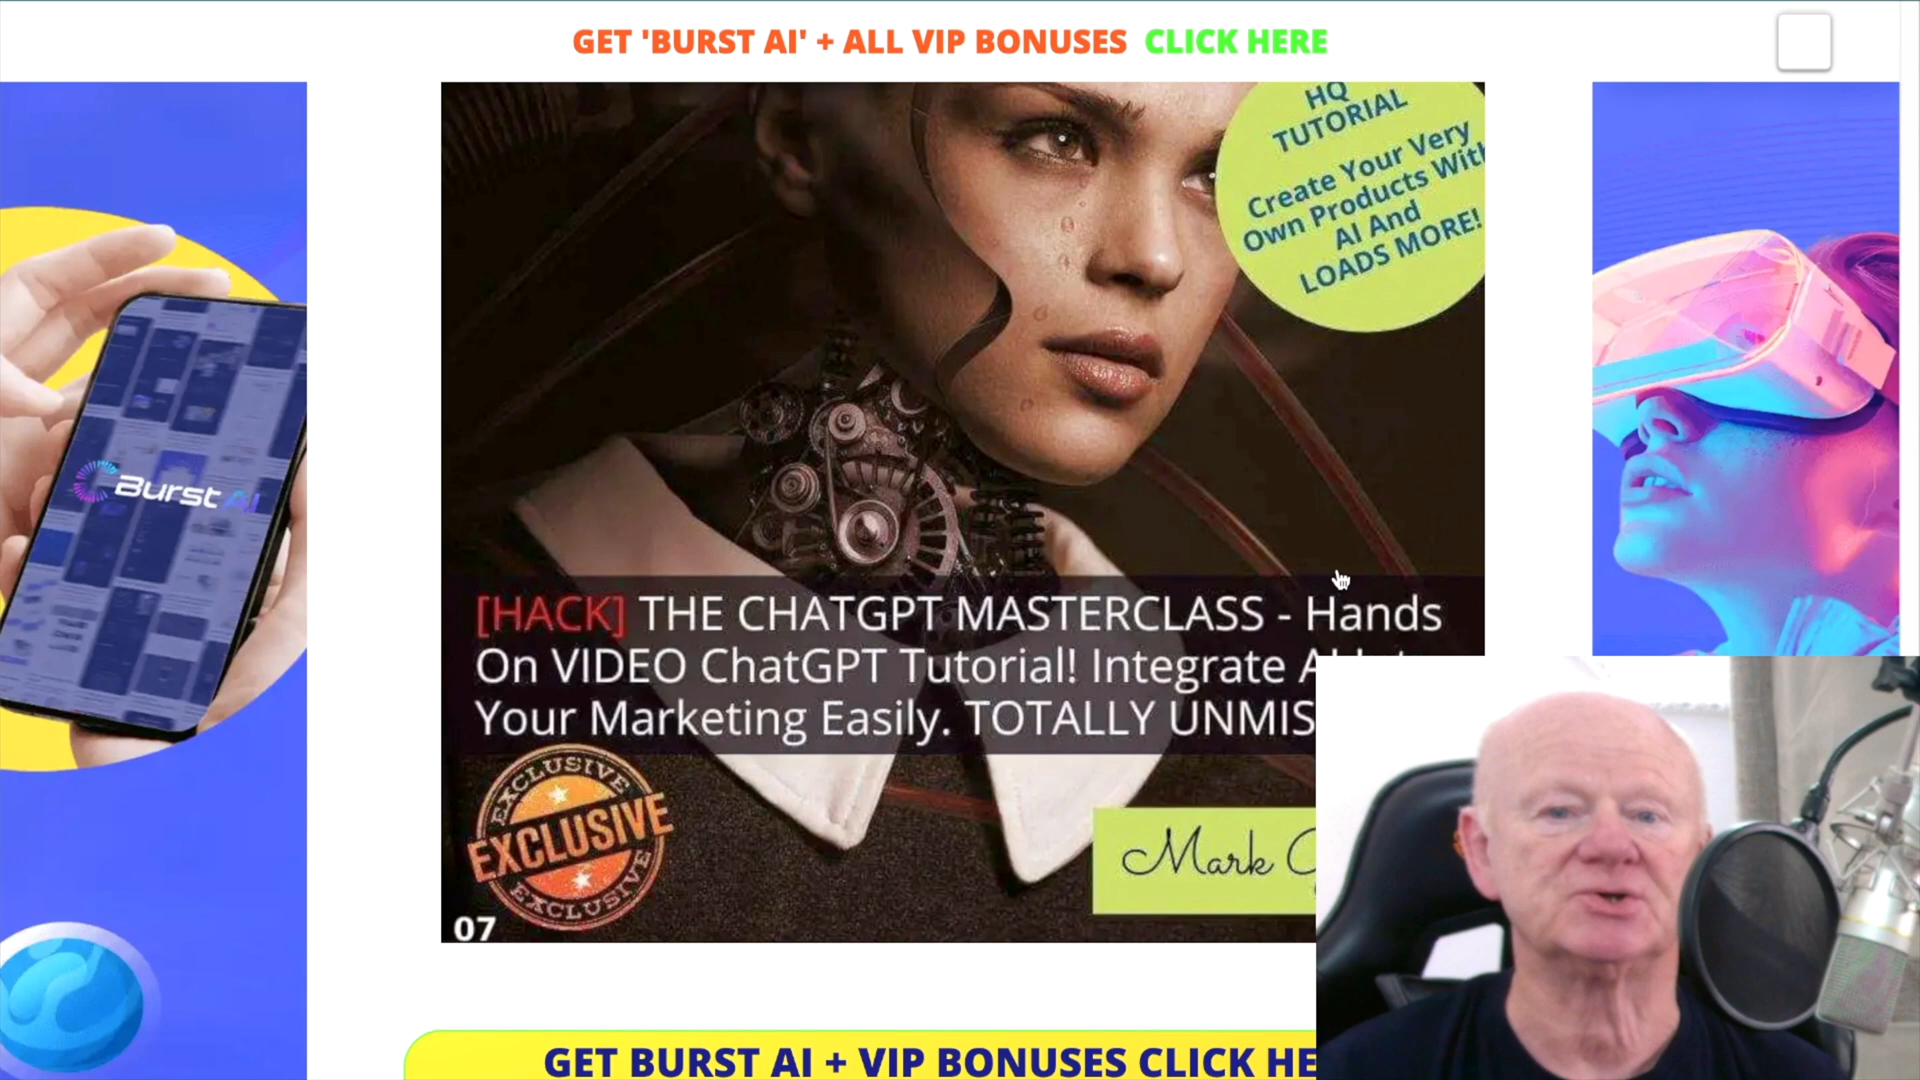 GET 'BURST AI' + ALL VIP BONUSES CLICK HERE
HQ
TUTORIAL
Create Your Very
Own Products With
AI And
LOADS MORE!
Burst AI
[HACK] THE CHATGPT MASTERCLASS - Hands
On VIDEO ChatGPT Tutorial! Integrate
Your Marketing Easily. TOTALLY UNMIS
EXCLUSIVE
EXCLUSIVE
EXCLUSIVE
Mark
07
GET BURST AI + VIP BONUSES CLICK HE